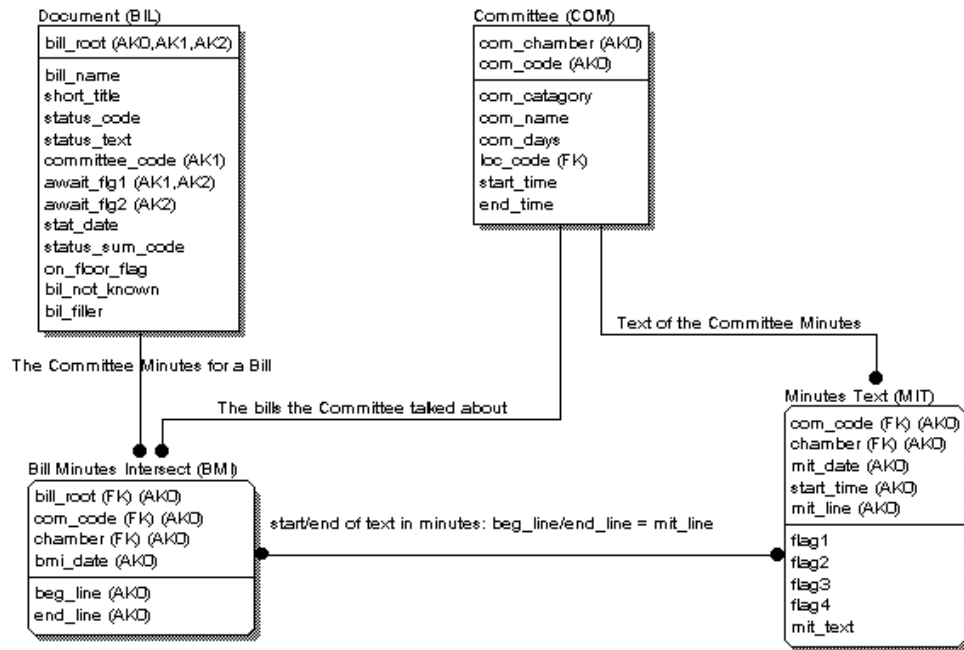 Document (BIL)
bill_root (AK0,AK1,AK2)
bill_name
short_title
status_code
status_text
committee_code (AK1)
await_flg1 (AK1,AK2)
await_flg2 (AK2)
stat_date
status_sum_code
on_floor_flag
bil_not_known
bil_filler
Committee (COM)
com_chamber (AK0)
com_code (AK0)
com_catagory
com_name
com_days
loc_code (FK)
start_time
end_time
The Committee Minutes for a Bill
Text of the Committee Minutes
The bills the Committee talked about
Bill Minutes Intersect (BMI)
bill_root (FK) (AK0)
com_code (FK) (AK0)
chamber (FK) (AK0)
bmi_date (AK0)
beg_line (AK0)
end_line (AK0)
start/end of text in minutes: beg_line/end_line = mit_line
Minutes Text (MIT)
com_code (FK) (AK0)
chamber (FK) (AK0)
mit_date (AK0)
start_time (AK0)
mit_line (AK0)
flag1
flag2
flag3
flag4
mit_text